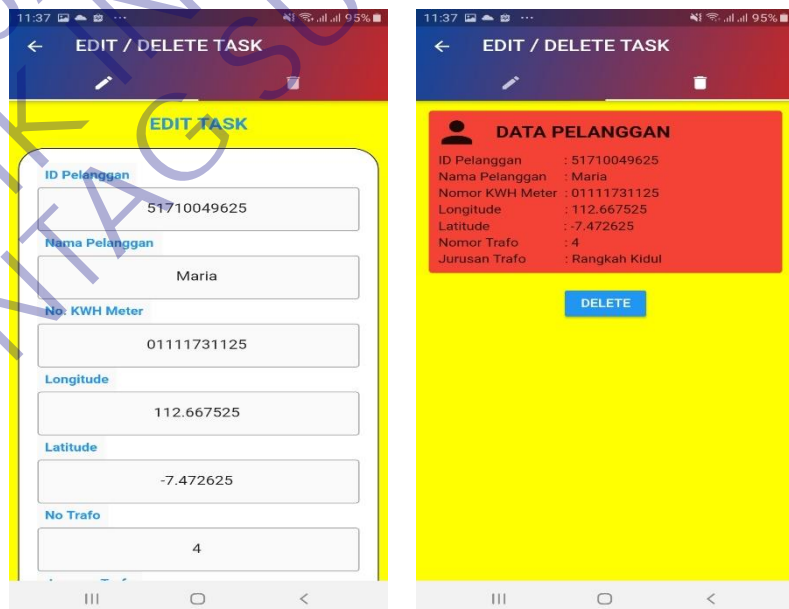 11:37
95%
EDIT / DELETE TASK
EDIT TASK
ID Pelanggan
51710049625
Nama Pelanggan
Maria
No. KWH Meter
01111731125
Longitude
112.667525
Latitude
-7.472625
No Trafo
4
11:37
95%
EDIT / DELETE TASK
DATA PELANGGAN
ID Pelanggan : 51710049625
Nama Pelanggan : Maria
Nomor KWH Meter : 01111731125
Longitude : 112.667525
Latitude : -7.472625
Nomor Trafo : 4
Jurusan Trafo : Rangkah Kidul
DELETE